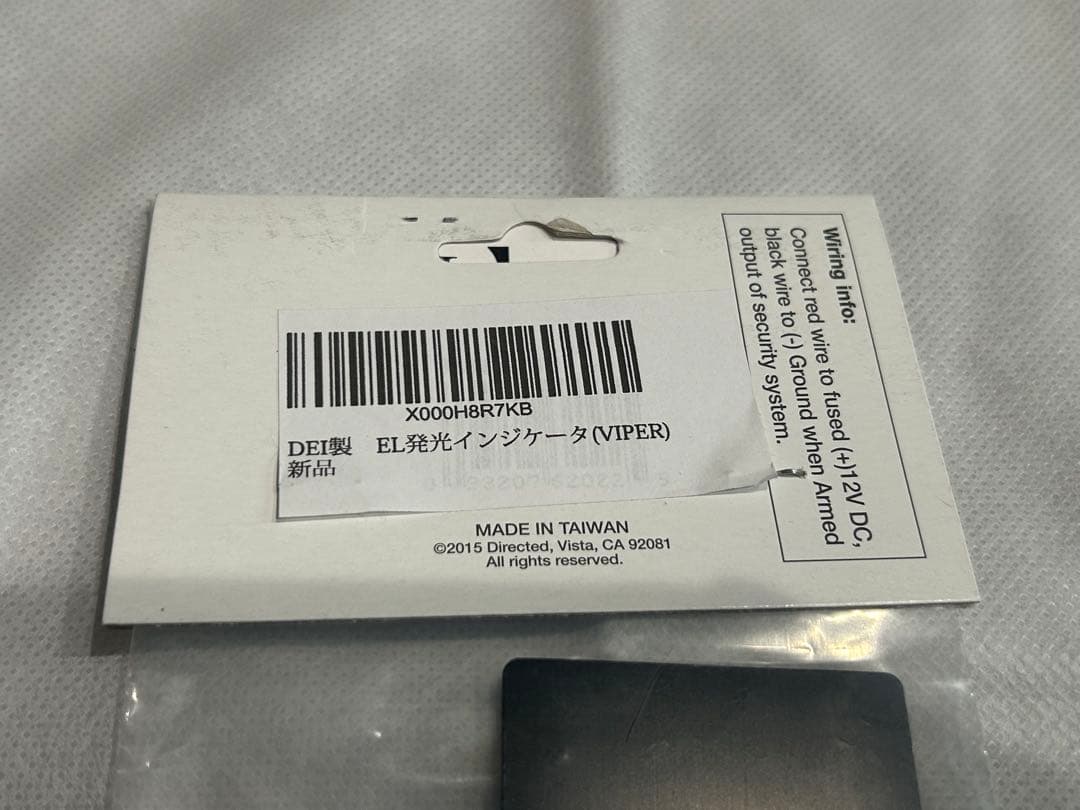 Wiring info:
Connect red wire to fused (+)12V DC,
black wire to (-) Ground when Armed
output of security system.
X000H8R7KB
DEI製　EL発光インジケータ(VIPER)
新品
MADE IN TAIWAN
©2015 Directed, Vista, CA 92081
All rights reserved.